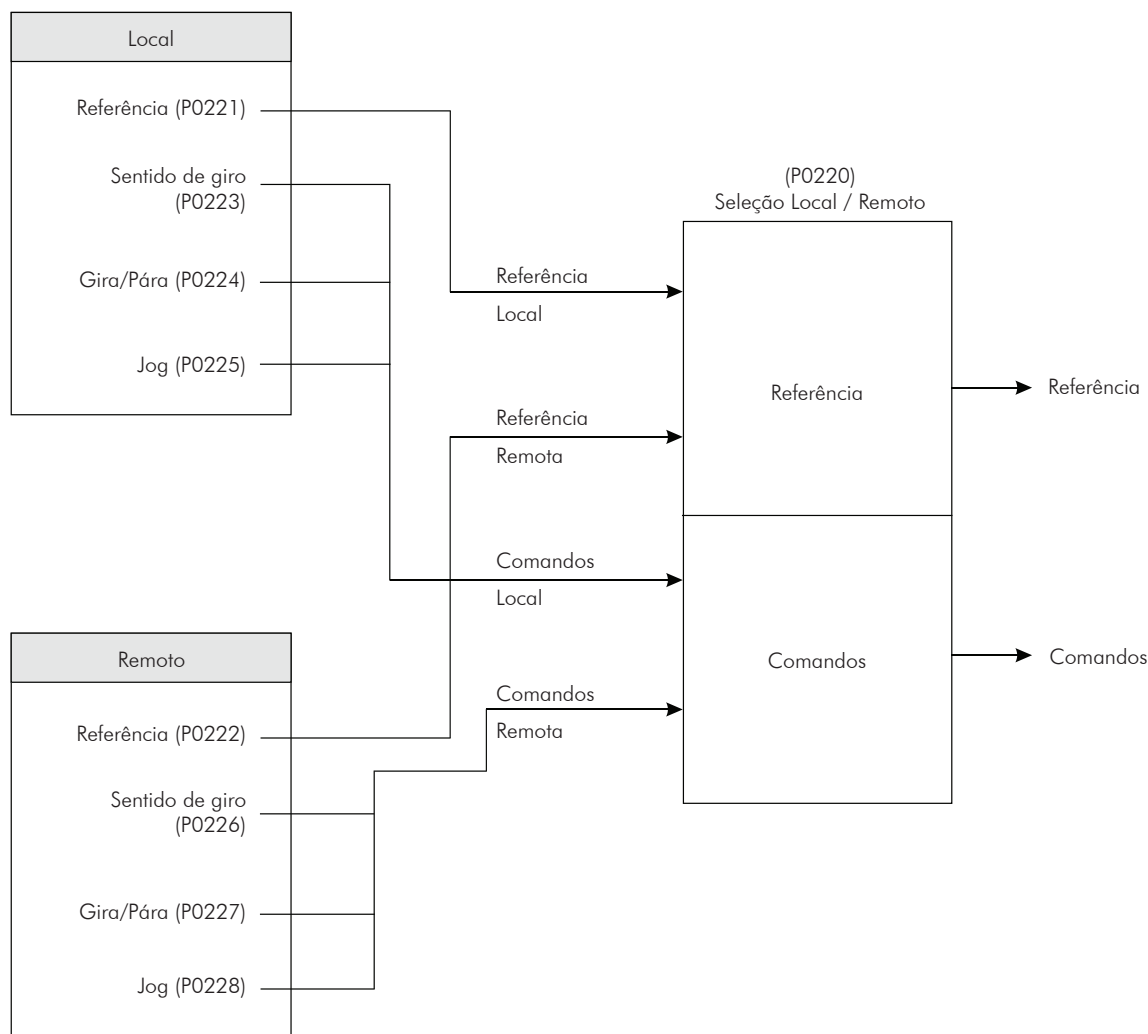 Local
Referência (P0221)
Sentido de giro
(P0223)
Gira/Pára (P0224)
Jog (P0225)
(P0220)
Seleção Local / Remoto
Referência
Local
Referência
Remota
Referência
Referência
Comandos
Local
Comandos
Remota
Comandos
Comandos
Remoto
Referência (P0222)
Sentido de giro
(P0226)
Gira/Pára (P0227)
Jog (P0228)